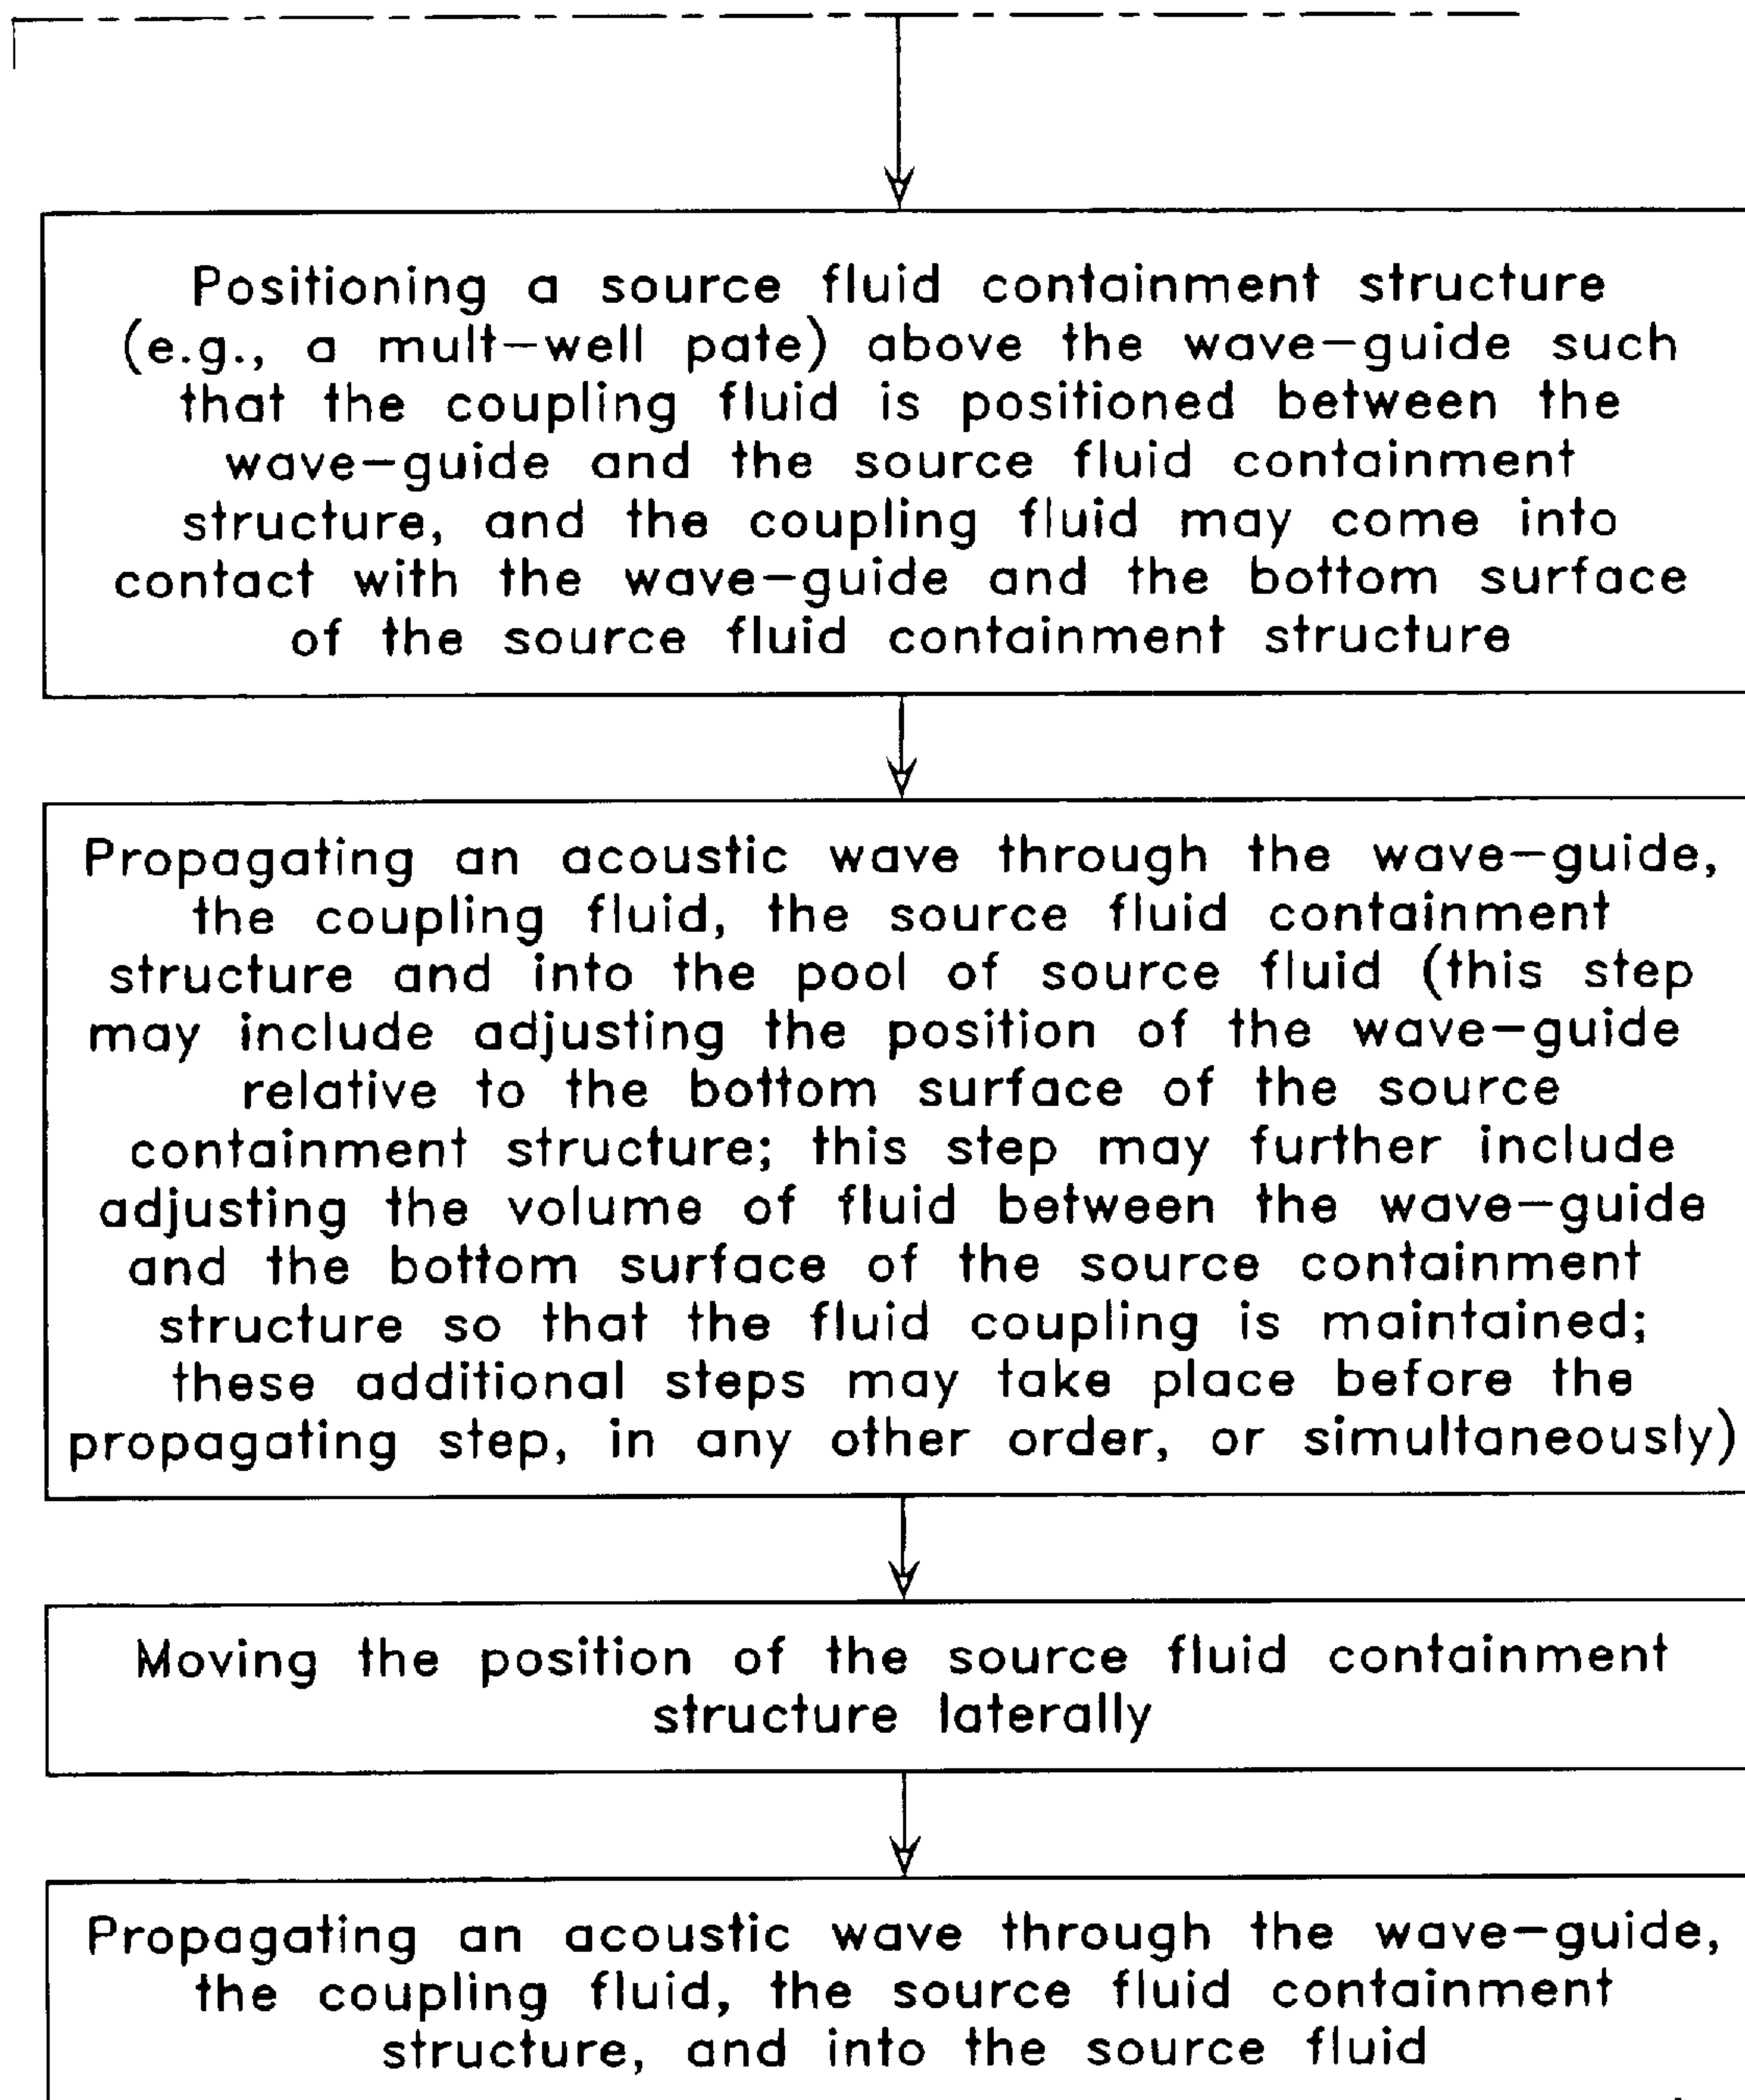 Positioning a source fluid containment structure
(e.g., a mult-well pate) above the wave-guide such
that the coupling fluid is positioned between the
wave-guide and the source fluid containment
structure, and the coupling fluid may come into
contact with the wave-guide and the bottom surface
of the source fluid containment structure
Propagating an acoustic wave through the wave-guide,
the coupling fluid, the source fluid containment
structure and into the pool of source fluid (this step
may include adjusting the position of the wave-guide
relative to the bottom surface of the source
containment structure; this step may further include
adjusting the volume of fluid between the wave-guide
and the bottom surface of the source containment
structure so that the fluid coupling is maintained;
these additional steps may take place before the
propagating step, in any other order, or simultaneously)
Moving the position of the source fluid containment
structure laterally
Propagating an acoustic wave through the wave-guide,
the coupling fluid, the source fluid containment
structure, and into the source fluid